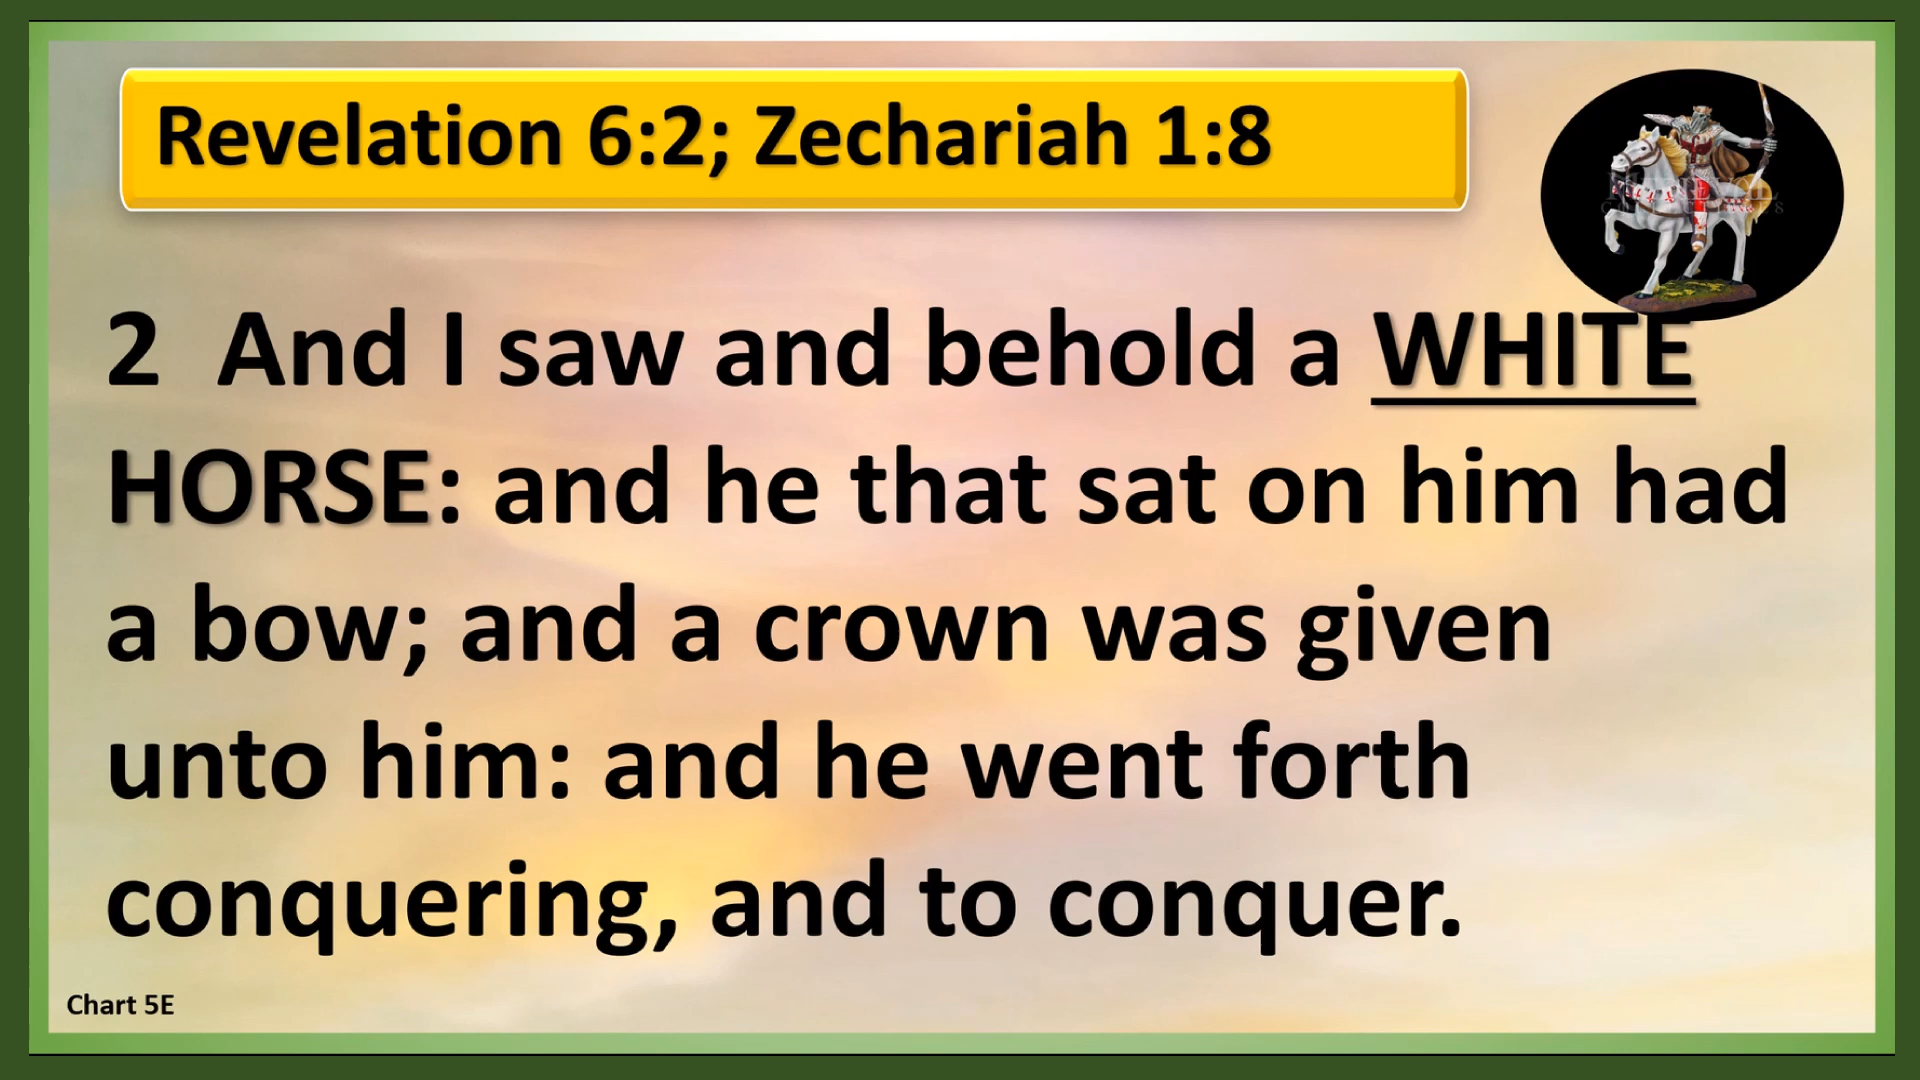 Revelation 6:2; Zechariah 1:8
2 And I saw and behold a WHITE
HORSE: and he that sat on him had
a bow; and a crown was given
unto him: and he went forth
conquering, and to conquer.
Chart 5E